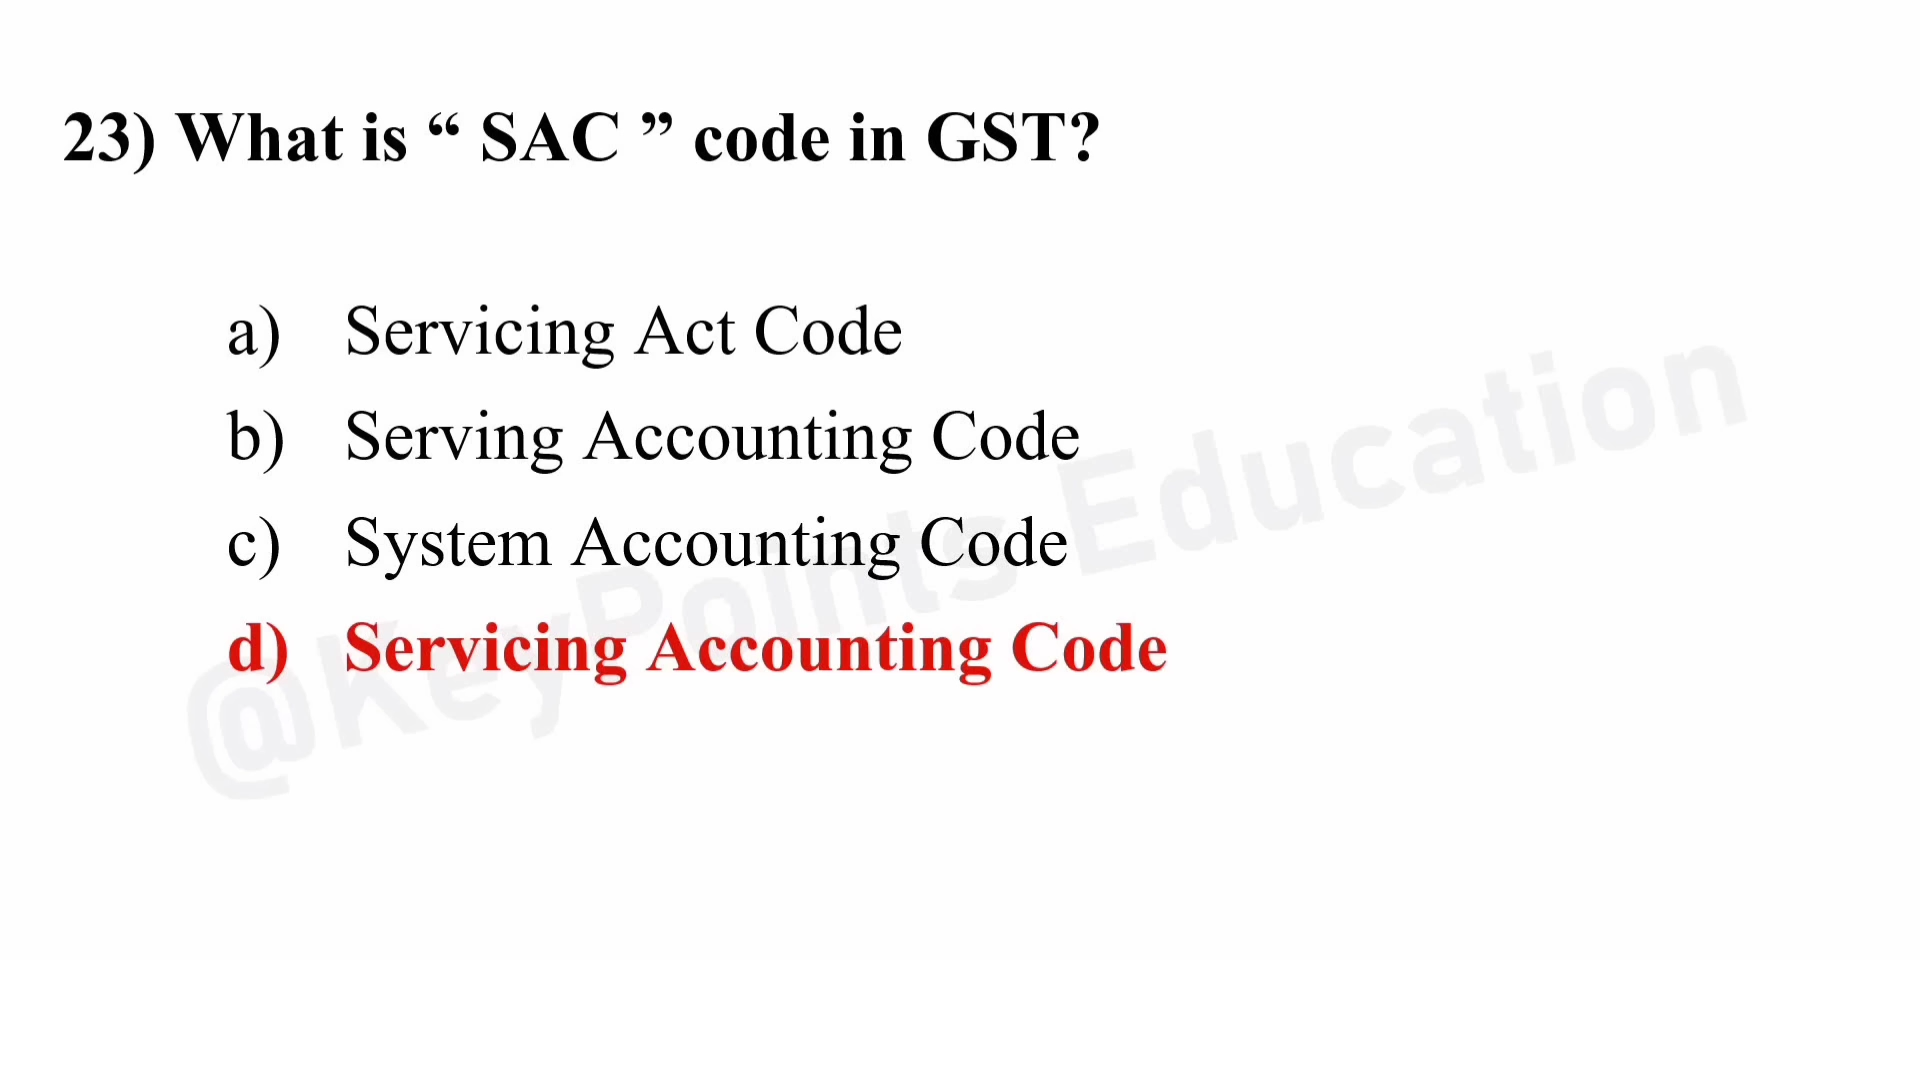 23) What is “ SAC ” code in GST?
a) Servicing Act Code
b) Serving Accounting Code
c) System Accounting Code
d) Servicing Accounting Code
@KeyPoints Education